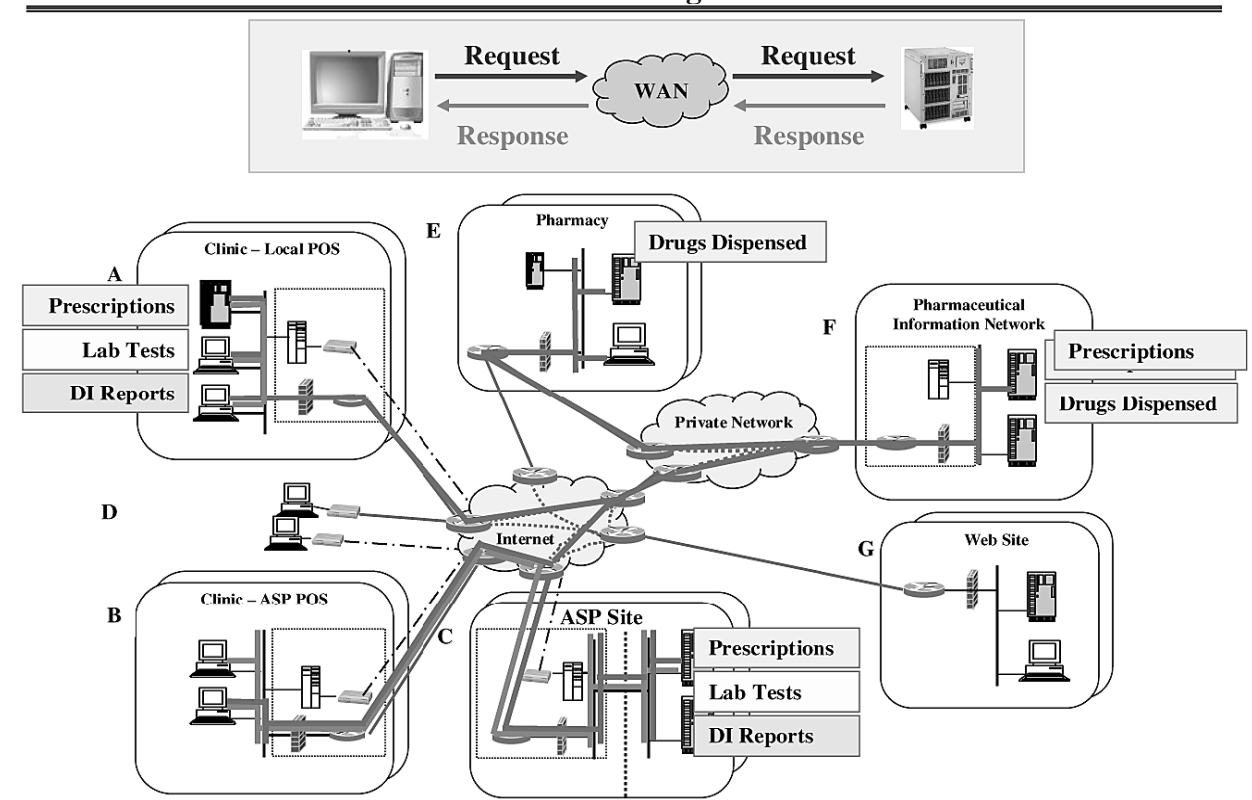 Request
Request
WAN
Response
Response
E
Pharmacy
Drugs Dispensed
Clinic – Local POS
A
Prescriptions
Lab Tests
DI Reports
F
Pharmaceutical
Information Network
Prescriptions
Drugs Dispensed
Private Network
D
Internet
G
Web Site
B
Clinic – ASP POS
C
ASP Site
Prescriptions
Lab Tests
DI Reports